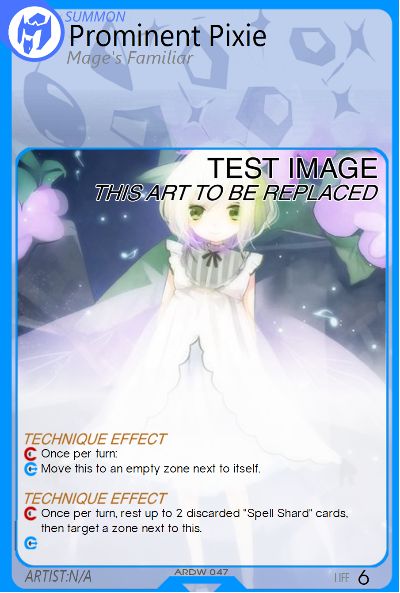 SUMMON
Prominent Pixie
Mage's Familiar
TEST IMAGE
THIS ART TO BE REPLACED
TECHNIQUE EFFECT
Once per turn:
Move this to an empty zone next to itself.
TECHNIQUE EFFECT
Once per turn, rest up to 2 discarded "Spell Shard" cards,
then target a zone next to this.
ARTIST:N/A
ARDW 047
LIFE 6